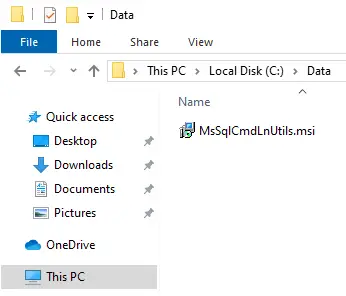 Data
File Home Share View
This PC Local Disk (C:) Data
Name
Quick access
MsSqlCmdLnUtils.msi
Desktop
Downloads
Documents
Pictures
OneDrive
This PC